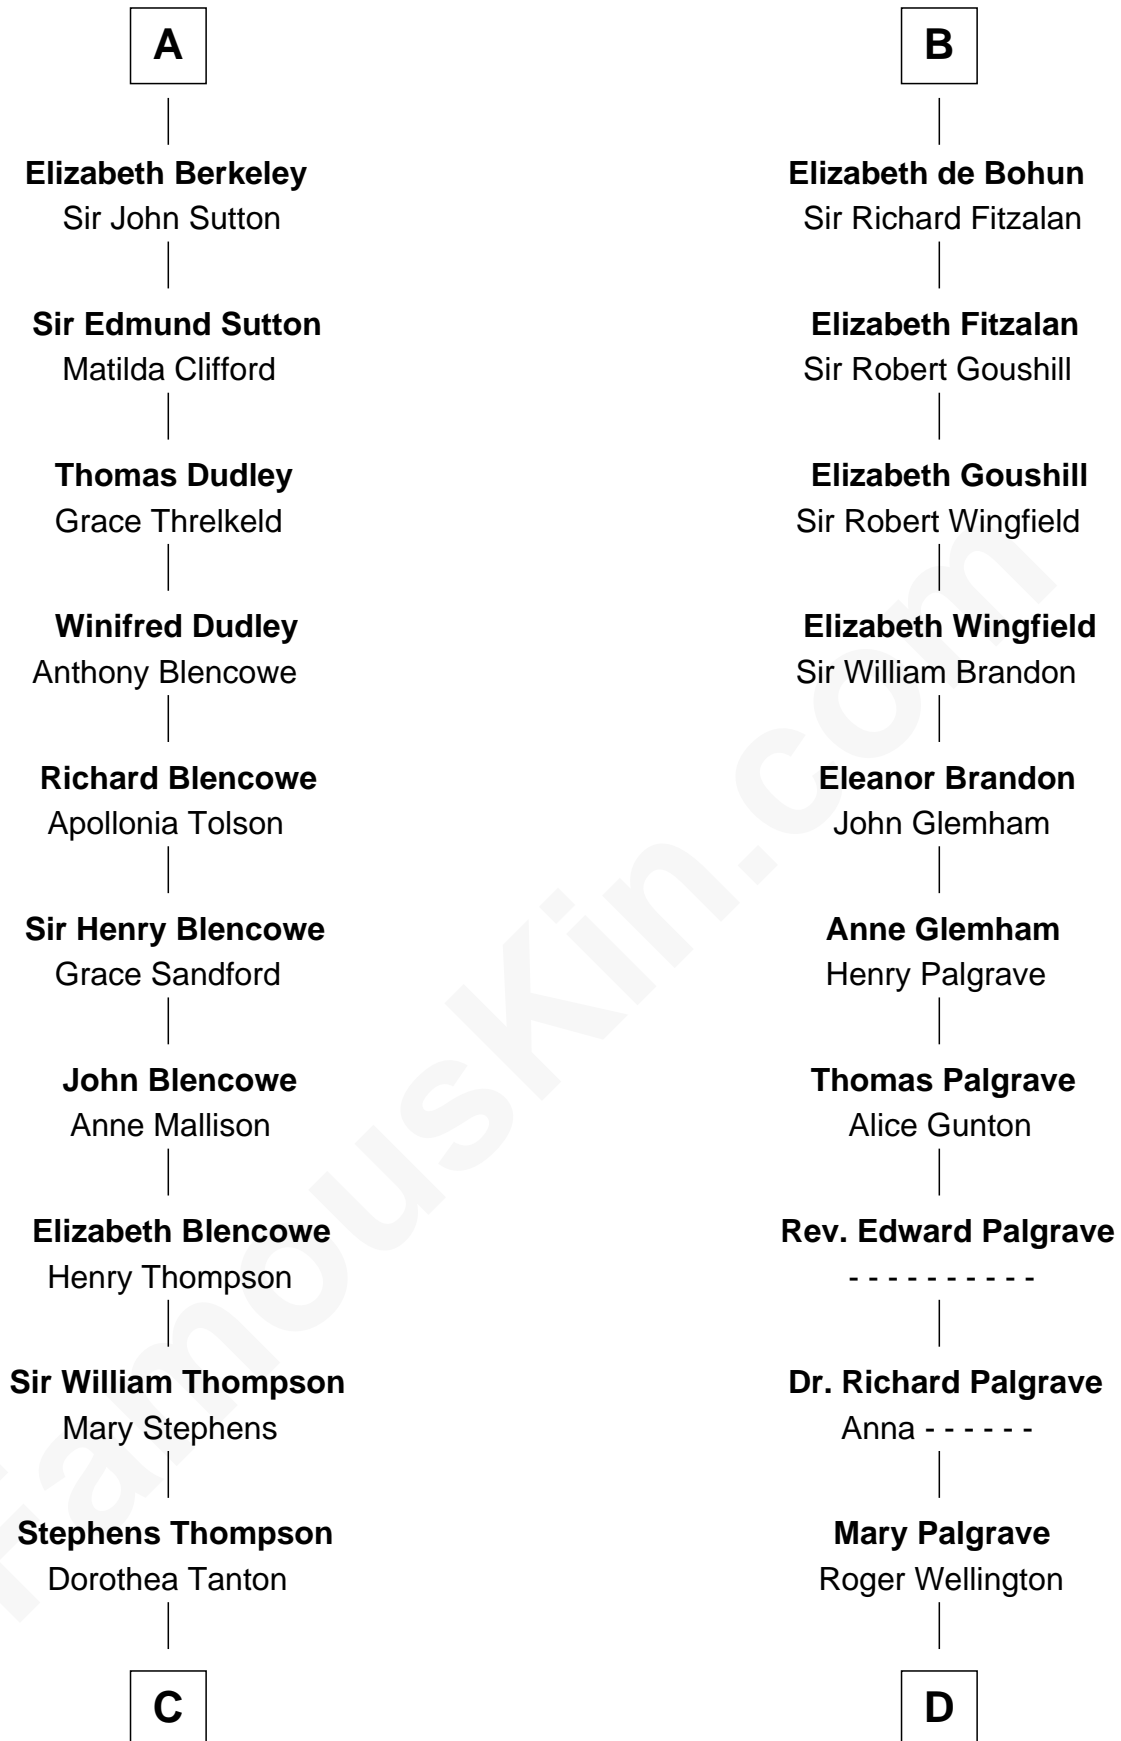 A
Elizabeth Berkeley
Sir John Sutton
Sir Edmund Sutton
Matilda Clifford
Thomas Dudley
Grace Threlkeld
Winifred Dudley
Anthony Blencowe
Richard Blencowe
Apollonia Tolson
Sir Henry Blencowe
Grace Sandford
John Blencowe
Anne Mallison
Elizabeth Blencowe
Henry Thompson
Sir William Thompson
Mary Stephens
Stephens Thompson
Dorothea Tanton
C
B
Elizabeth de Bohun
Sir Richard Fitzalan
Elizabeth Fitzalan
Sir Robert Goushill
Elizabeth Goushill
Sir Robert Wingfield
Elizabeth Wingfield
Sir William Brandon
Eleanor Brandon
John Glemham
Anne Glemham
Henry Palgrave
Thomas Palgrave
Alice Gunton
Rev. Edward Palgrave
- - - - - - - - - -
Dr. Richard Palgrave
Anna - - - - - -
Mary Palgrave
Roger Wellington
D
FamousKin.com